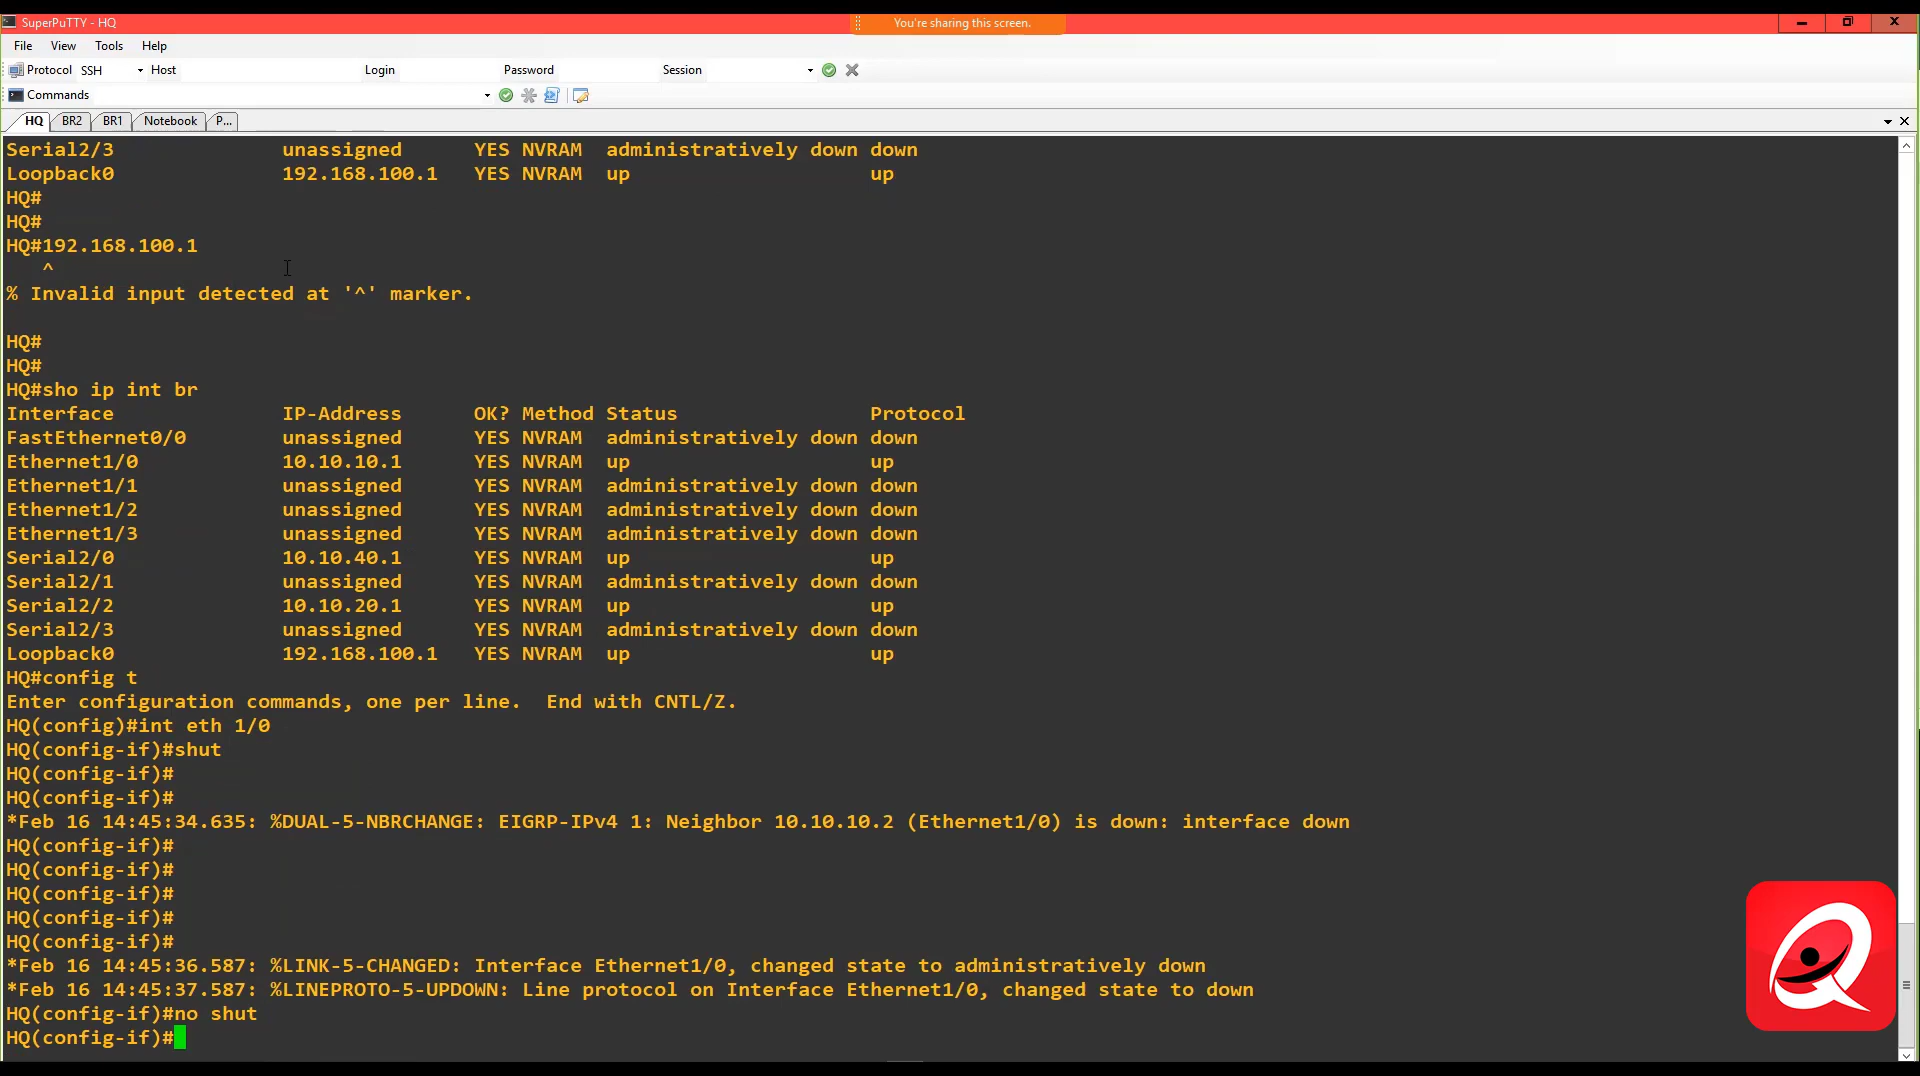 SuperPuTTY - HQ
You're sharing this screen.
File View Tools Help
Protocol SSH Host Login Password Session
Commands
HQ BR2 BR1 Notebook P...
Serial2/3 unassigned YES NVRAM administratively down down
Loopback0 192.168.100.1 YES NVRAM up up
HQ#
HQ#
HQ#192.168.100.1
^
% Invalid input detected at '^' marker.
HQ#
HQ#
HQ#sho ip int br
Interface IP-Address OK? Method Status Protocol
FastEthernet0/0 unassigned YES NVRAM administratively down down
Ethernet1/0 10.10.10.1 YES NVRAM up up
Ethernet1/1 unassigned YES NVRAM administratively down down
Ethernet1/2 unassigned YES NVRAM administratively down down
Ethernet1/3 unassigned YES NVRAM administratively down down
Serial2/0 10.10.40.1 YES NVRAM up up
Serial2/1 unassigned YES NVRAM administratively down down
Serial2/2 10.10.20.1 YES NVRAM up up
Serial2/3 unassigned YES NVRAM administratively down down
Loopback0 192.168.100.1 YES NVRAM up up
HQ#config t
Enter configuration commands, one per line. End with CNTL/Z.
HQ(config)#int eth 1/0
HQ(config-if)#shut
HQ(config-if)#
HQ(config-if)#
*Feb 16 14:45:34.635: %DUAL-5-NBRCHANGE: EIGRP-IPv4 1: Neighbor 10.10.10.2 (Ethernet1/0) is down: interface down
HQ(config-if)#
HQ(config-if)#
HQ(config-if)#
HQ(config-if)#
HQ(config-if)#
*Feb 16 14:45:36.587: %LINK-5-CHANGED: Interface Ethernet1/0, changed state to administratively down
*Feb 16 14:45:37.587: %LINEPROTO-5-UPDOWN: Line protocol on Interface Ethernet1/0, changed state to down
HQ(config-if)#no shut
HQ(config-if)#